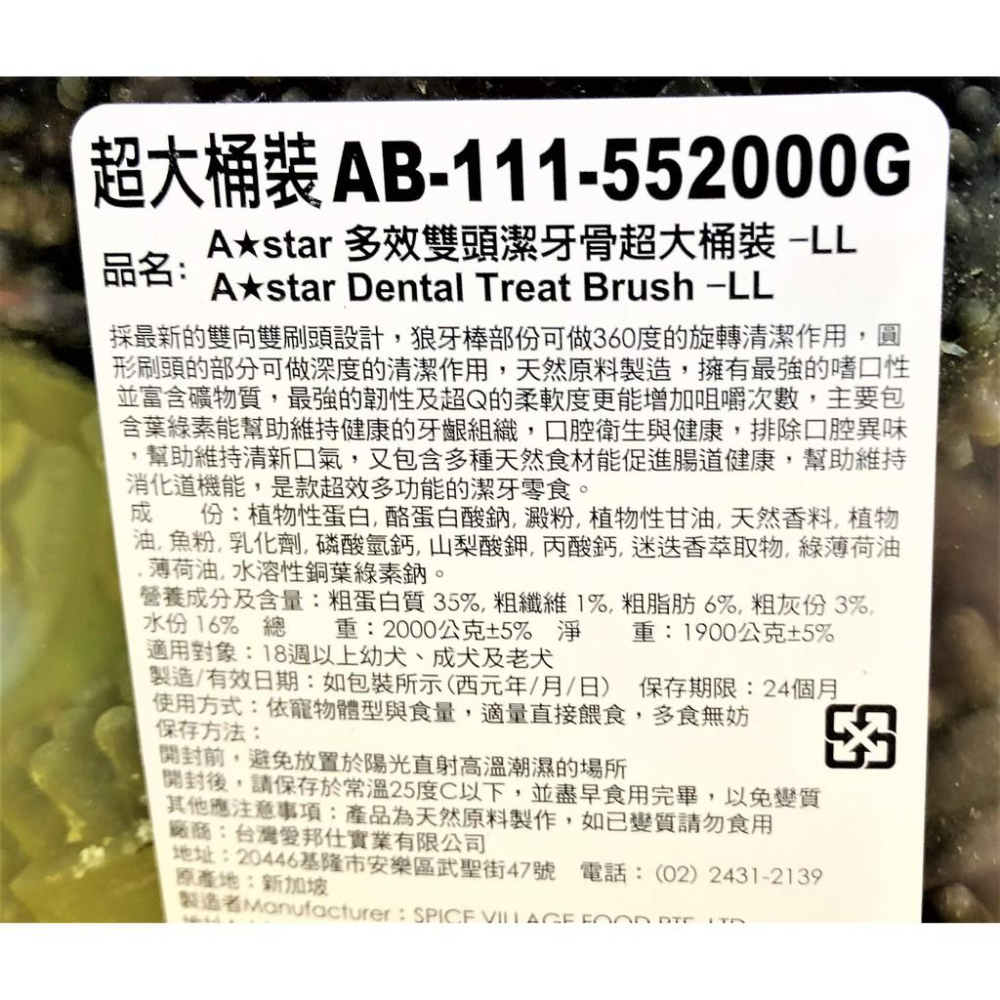 超大桶裝 AB-111-552000G
品名: A★star 多效雙頭潔牙骨超大桶裝 -LL
A★star Dental Treat Brush -LL
採最新的雙向雙刷頭設計，狼牙棒部份可做360度的旋轉清潔作用，圓
形刷頭的部分可做深度的清潔作用，天然原料製造，擁有最強的嗜口性
並富含礦物質，最強的韌性及超Q的柔軟度更能增加咀嚼次數，主要包
含葉綠素能幫助維持健康的牙齦組織，口腔衛生與健康，排除口腔異味
，幫助維持清新口氣，又包含多種天然食材能促進腸道健康，幫助維持
消化道機能，是款超效多功能的潔牙零食。
成　　份：植物性蛋白, 酪蛋白酸鈉, 澱粉, 植物性甘油, 天然香料, 植物
油, 魚粉, 乳化劑, 磷酸氫鈣, 山梨酸鉀, 丙酸鈣, 迷迭香萃取物, 綠薄荷油
, 薄荷油, 水溶性銅葉綠素鈉。
營養成分及含量：粗蛋白質 35%, 粗纖維 1%, 粗脂肪 6%, 粗灰份 3%,
水份 16%　總　　重：2000公克±5%　淨　　重：1900公克±5%
適用對象：18週以上幼犬、成犬及老犬
製造/有效日期：如包裝所示(西元年/月/日)　保存期限：24個月
使用方式：依寵物體型與食量，適量直接餵食，多食無妨
保存方法：
開封前，避免放置於陽光直射高溫潮濕的場所
開封後，請保存於常溫25度C以下，並盡早食用完畢，以免變質
其他應注意事項：產品為天然原料製作，如已變質請勿食用
廠商：台灣愛邦仕實業有限公司
地址：20446基隆市安樂區武聖街47號　電話：(02) 2431-2139
原產地：新加坡
製造者Manufacturer：SPICE VILLAGE FOOD PTE LTD